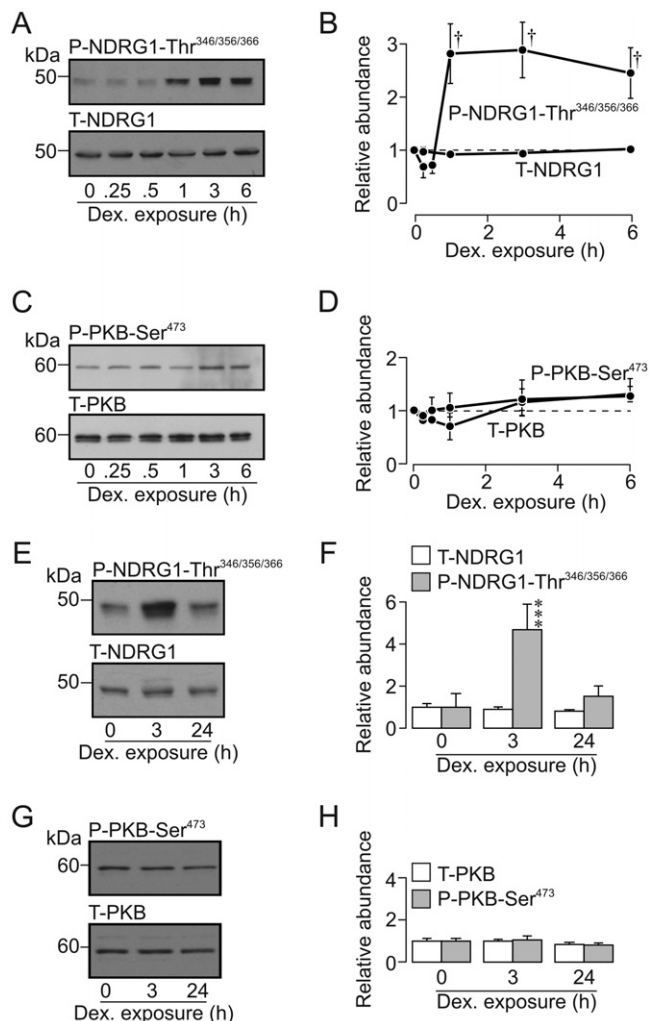 A
P-NDRG1-Thr346/356/366
kDa
50
T-NDRG1
50
0 .25 .5 1 3 6
Dex. exposure (h)
B
Relative abundance
3
2
1
0
†
†
†
P-NDRG1-Thr346/356/366
T-NDRG1
0 2 4 6
Dex. exposure (h)
C
P-PKB-Ser473
kDa
60
T-PKB
60
0 .25 .5 1 3 6
Dex. exposure (h)
D
Relative abundance
2
1
0
P-PKB-Ser473
T-PKB
0 2 4 6
Dex. exposure (h)
E
P-NDRG1-Thr346/356/366
kDa
50
T-NDRG1
50
0 3 24
Dex. exposure (h)
F
T-NDRG1
P-NDRG1-Thr346/356/366
Relative abundance
6
4
2
0
***
0 3 24
Dex. exposure (h)
G
P-PKB-Ser473
kDa
60
T-PKB
60
0 3 24
Dex. exposure (h)
H
T-PKB
P-PKB-Ser473
Relative abundance
4
2
0
0 3 24
Dex. exposure (h)